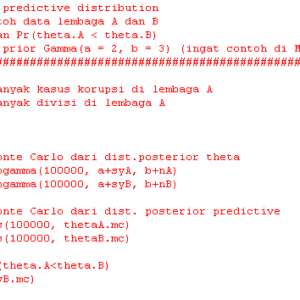 predictive distribution
toh data lembaga A dan B
an Pr(theta.A < theta.B)
prior Gamma(a = 2, b = 3) (ingat contoh di M
##############################################
anyak kasus korupsi di lembaga A
anyak divisi di lembaga A
onte Carlo dari dist.posterior theta
gamma(100000, a+syA, b+nA)
gamma(100000, a+syB, b+nB)
onte Carlo dari dist. posterior predictive
s(100000, thetaA.mc)
s(100000, thetaB.mc)
(theta.A<theta.B)
yB.mc)